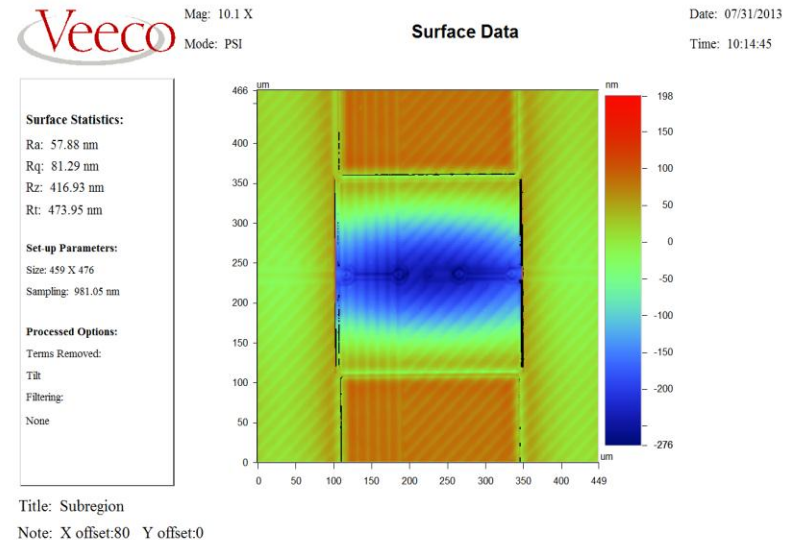 Veeco
Mag: 10.1 X
Mode: PSI
Surface Data
Date: 07/31/2013
Time: 10:14:45
Surface Statistics:
Ra: 57.88 nm
Rq: 81.29 nm
Rz: 416.93 nm
Rt: 473.95 nm
Set-up Parameters:
Size: 459 X 476
Sampling: 981.05 nm
Processed Options:
Terms Removed:
Tilt
Filtering:
None
um
466
400
350
300
250
200
150
100
50
0
0 50 100 150 200 250 300 350 400 449
um
nm
198
150
100
50
0
-50
-100
-150
-200
-276
Title: Subregion
Note: X offset:80 Y offset:0